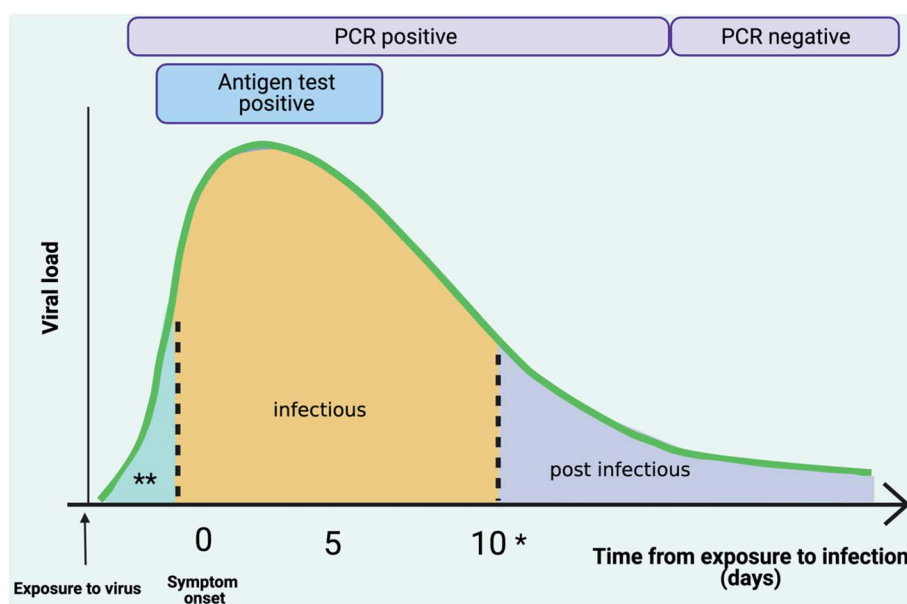 PCR positive
PCR negative
Antigen test
positive
Viral load
infectious
post infectious
**
0
5
10 *
Time from exposure to infection
(days)
Exposure to virus
Symptom
onset